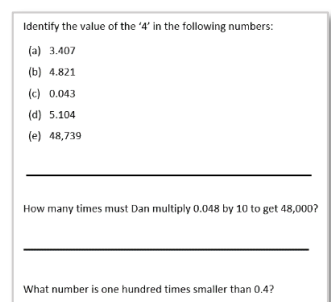 Identify the value of the ‘4’ in the following numbers:
(a) 3.407
(b) 4.821
(c) 0.043
(d) 5.104
(e) 48,739
How many times must Dan multiply 0.048 by 10 to get 48,000?
What number is one hundred times smaller than 0.4?